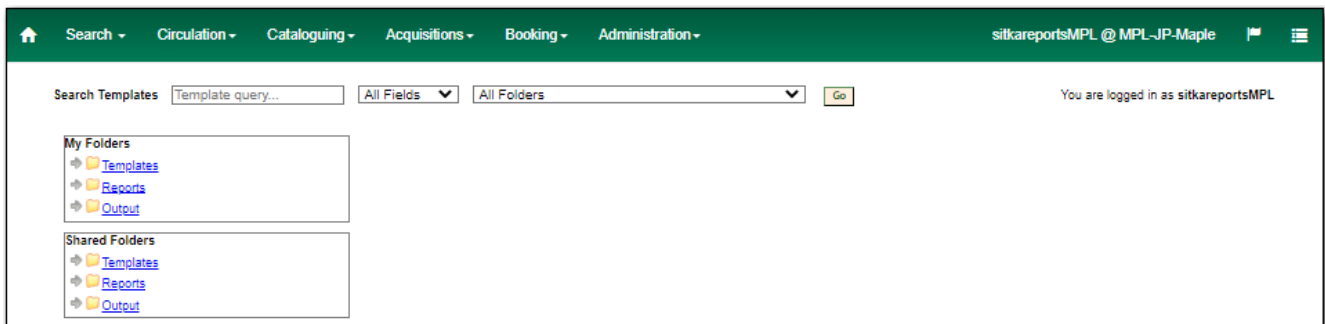 Search Circulation Cataloguing Acquisitions Booking Administration sitkareportsMPL @ MPL-JP-Maple
Search Templates Template query... All Fields All Folders Go You are logged in as sitkareportsMPL
My Folders
Templates
Reports
Output
Shared Folders
Templates
Reports
Output